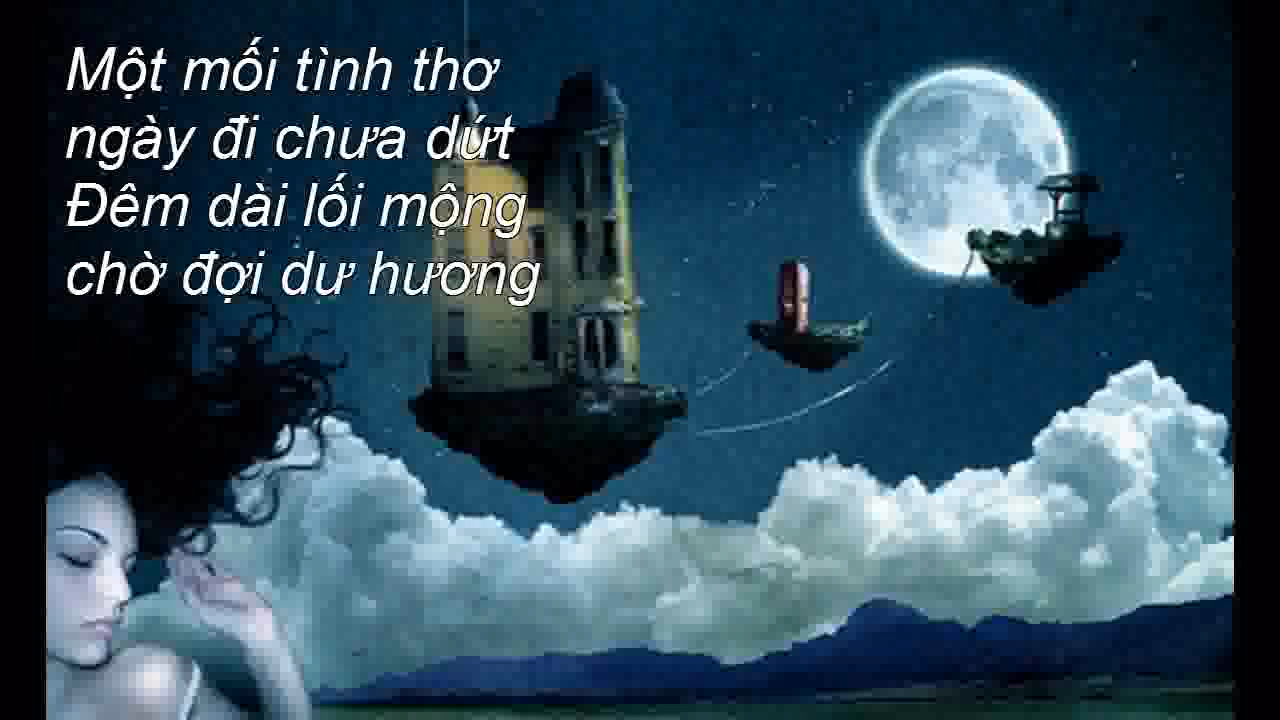 Một mối tình thơ
ngày đi chưa dứt
Đêm dài lối mộng
chờ đợi dư hương